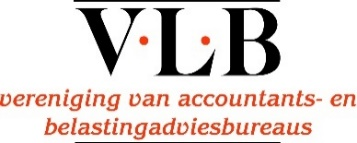 V·L·B
vereniging van accountants- en
belastingadviesbureaus